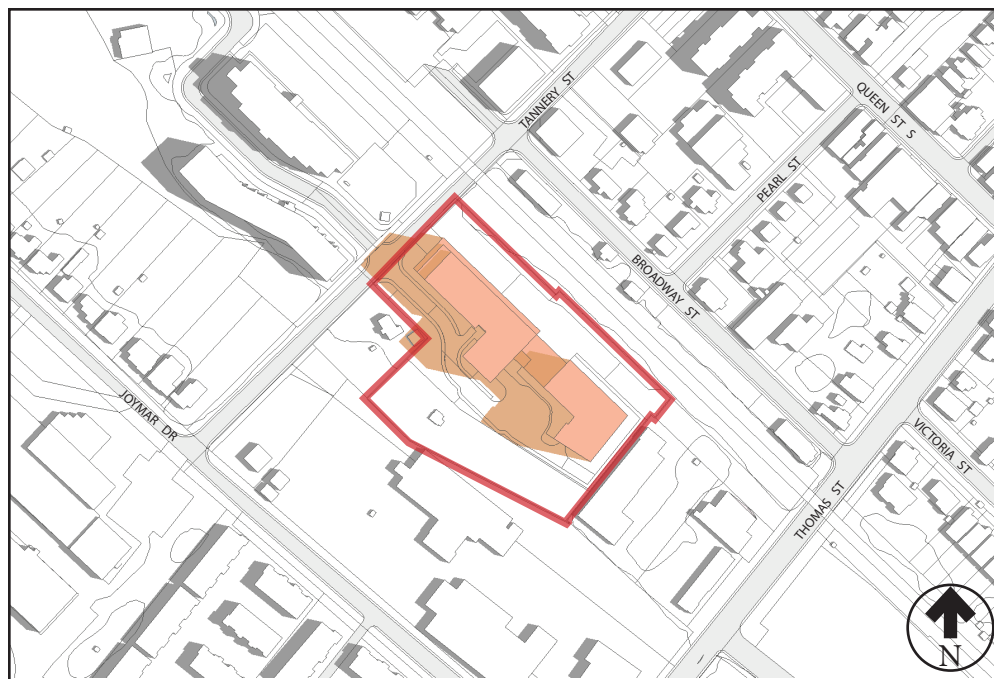 TANNERY ST
QUEEN ST S
PEARL ST
BROADWAY ST
JOYMAR DR
VICTORIA ST
THOMAS ST
N